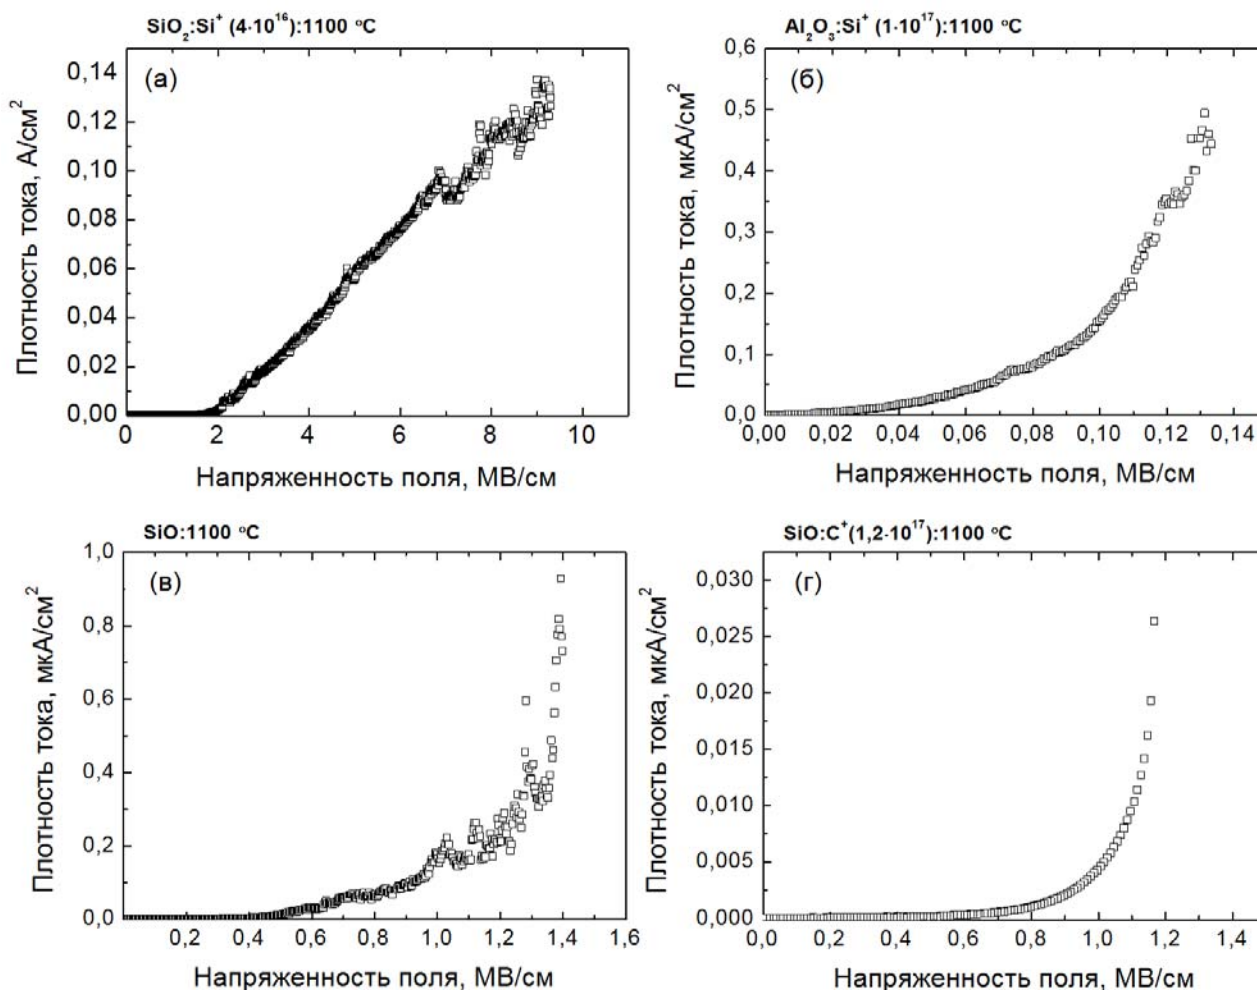 SiO₂:Si⁺ (4·10¹⁶):1100 °C
(а)
Плотность тока, А/см²
0,14
0,12
0,10
0,08
0,06
0,04
0,02
0,00
0 2 4 6 8 10
Напряженность поля, МВ/см
Al₂O₃:Si⁺ (1·10¹⁷):1100 °C
(б)
Плотность тока, мкА/см²
0,6
0,5
0,4
0,3
0,2
0,1
0,0
0,00 0,02 0,04 0,06 0,08 0,10 0,12 0,14
Напряженность поля, МВ/см
SiO:1100 °C
(в)
Плотность тока, мкА/см²
1,0
0,8
0,6
0,4
0,2
0,0
0,2 0,4 0,6 0,8 1,0 1,2 1,4 1,6
Напряженность поля, МВ/см
SiO:C⁺(1,2·10¹⁷):1100 °C
(г)
Плотность тока, мкА/см²
0,030
0,025
0,020
0,015
0,010
0,005
0,000
0,0 0,2 0,4 0,6 0,8 1,0 1,2 1,4
Напряженность поля, МВ/см